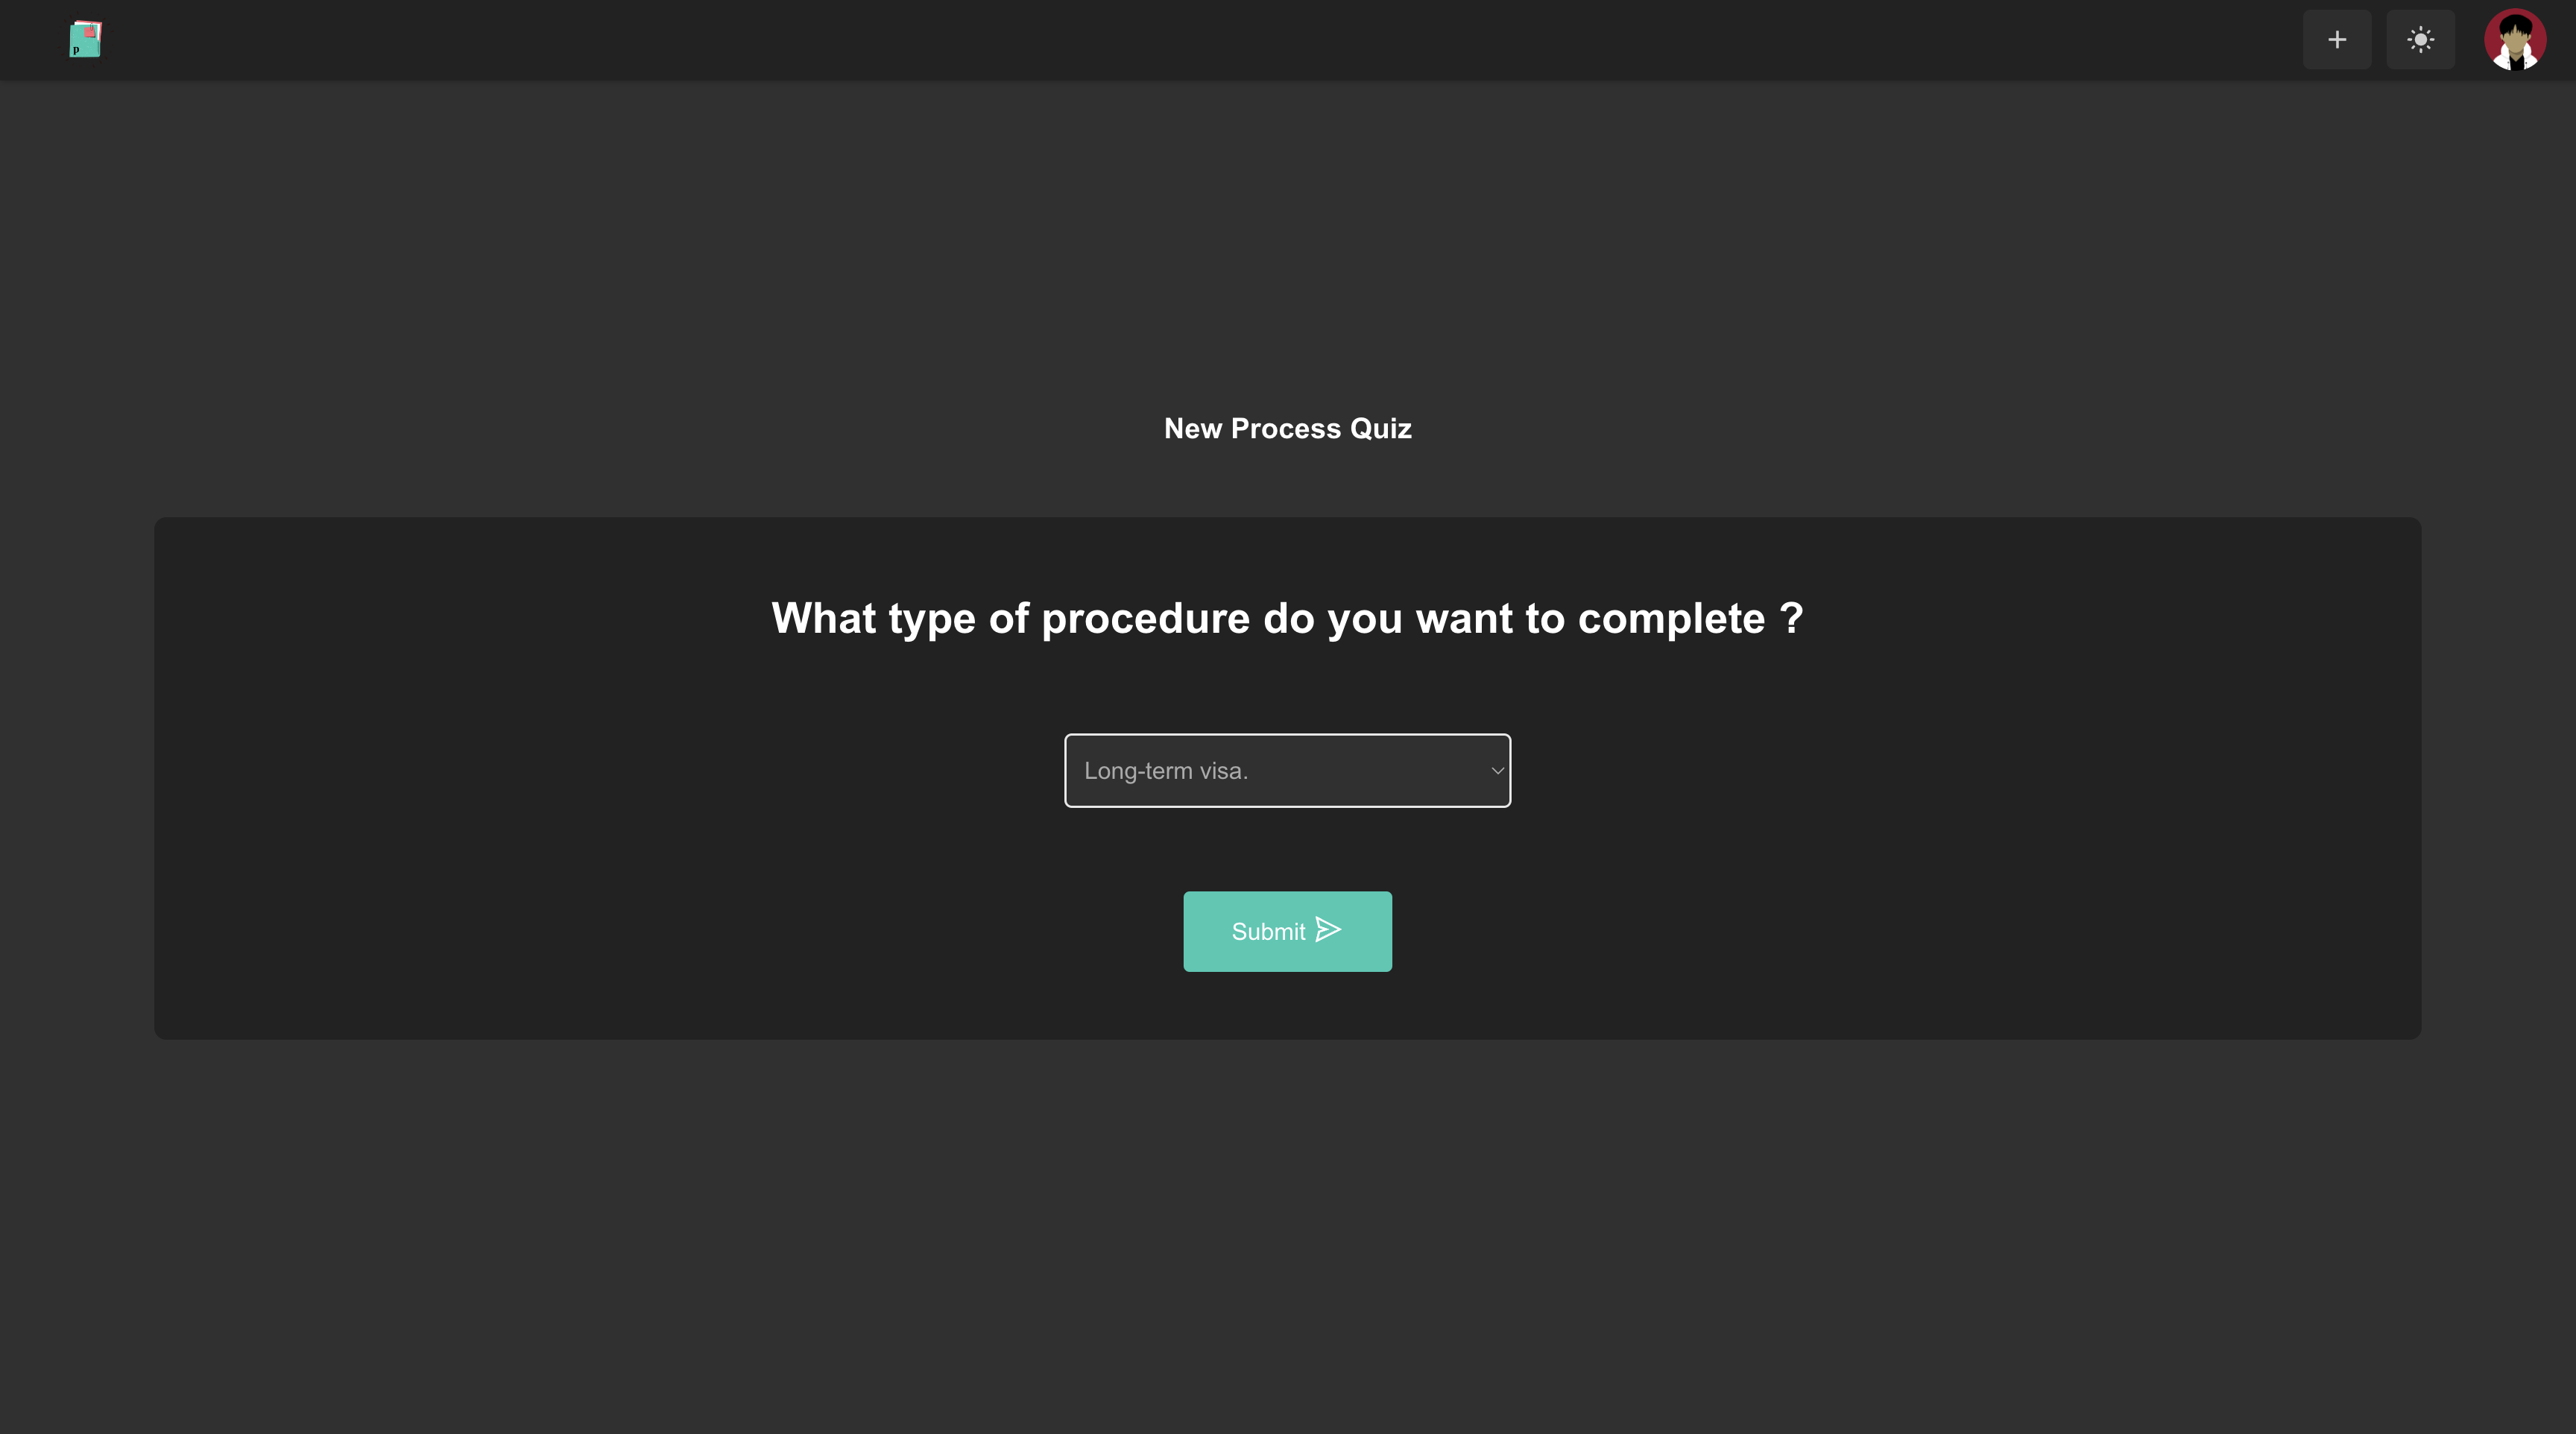 p
New Process Quiz
What type of procedure do you want to complete ?
Long-term visa.
Submit